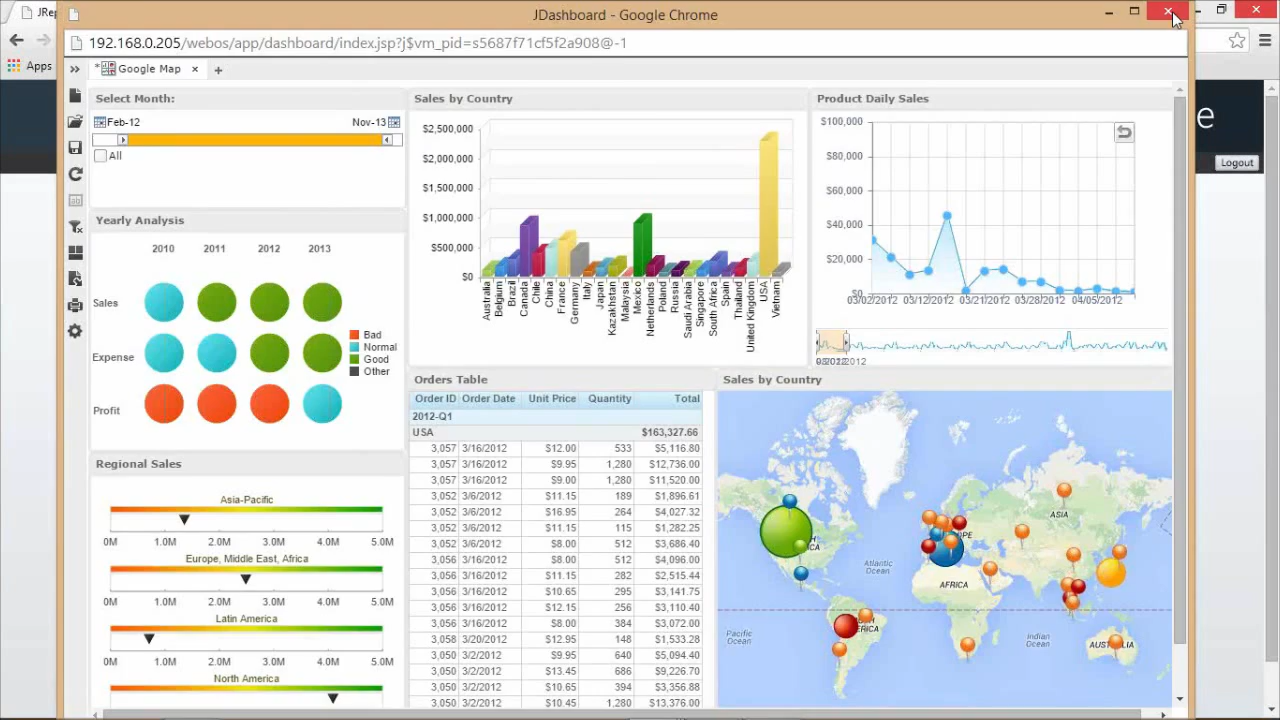 JRep
JDashboard - Google Chrome
192.168.0.205/webos/app/dashboard/index.jsp?j$vm_pid=s5687f71cf5f2a908@-1
Apps
*Google Map
Logout
Select Month:
Feb-12 Nov-13
All
Yearly Analysis
2010 2011 2012 2013
Sales
Expense
Profit
Bad
Normal
Good
Other
Regional Sales
Asia-Pacific
0M 1.0M 2.0M 3.0M 4.0M 5.0M
Europe, Middle East, Africa
0M 1.0M 2.0M 3.0M 4.0M 5.0M
Latin America
0M 1.0M 2.0M 3.0M 4.0M 5.0M
North America
Sales by Country
$2,500,000
$2,000,000
$1,500,000
$1,000,000
$500,000
$0
Australia
Belgium
Brazil
Canada
Chile
China
France
Germany
Italy
Japan
Kazakhstan
Malaysia
Mexico
Netherlands
Poland
Russia
Saudi Arabia
Singapore
South Africa
Spain
Thailand
United Kingdom
USA
Vietnam
Product Daily Sales
$100,000
$80,000
$60,000
$40,000
$20,000
$0
03/02/2012 03/12/2012 03/21/2012 03/28/2012 04/05/2012
Orders Table
Order ID Order Date Unit Price Quantity Total
2012-Q1
USA $163,327.66
3,057 3/16/2012 $12.00 533 $5,116.80
3,057 3/16/2012 $9.95 1,280 $12,736.00
3,057 3/16/2012 $9.00 1,280 $11,520.00
3,052 3/6/2012 $11.15 189 $1,896.61
3,052 3/6/2012 $16.95 264 $4,027.32
3,052 3/6/2012 $11.15 115 $1,282.25
3,052 3/6/2012 $8.00 512 $3,686.40
3,056 3/16/2012 $8.00 512 $4,096.00
3,056 3/16/2012 $11.15 282 $2,515.44
3,056 3/16/2012 $10.65 295 $3,141.75
3,056 3/16/2012 $12.15 256 $3,110.40
3,056 3/16/2012 $8.00 384 $3,072.00
3,058 3/20/2012 $12.95 148 $1,533.28
3,050 3/2/2012 $9.95 640 $5,094.40
3,050 3/2/2012 $13.45 686 $9,226.70
3,050 3/2/2012 $10.65 394 $3,356.88
3,050 3/2/2012 $10.45 1,280 $13,376.00
Sales by Country
ASIA
AFRICA
Atlantic
Ocean
Pacific
Ocean
Indian
Ocean